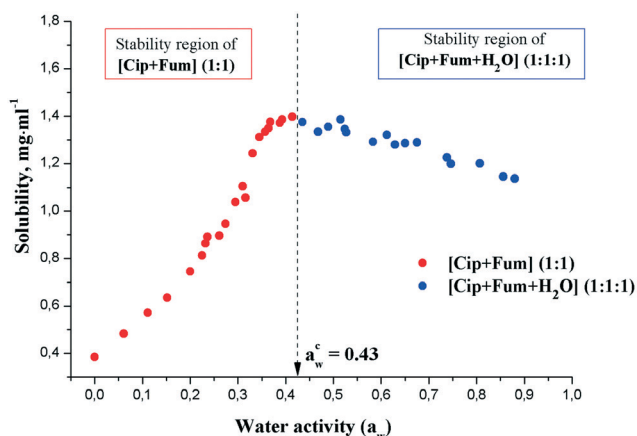 Stability region of
[Cip+Fum] (1:1)
Stability region of
[Cip+Fum+H₂O] (1:1:1)
Solubility, mg·ml⁻¹
1,8
1,6
1,4
1,2
1,0
0,8
0,6
0,4
[Cip+Fum] (1:1)
[Cip+Fum+H₂O] (1:1:1)
a_w^c = 0.43
0,0 0,1 0,2 0,3 0,4 0,5 0,6 0,7 0,8 0,9 1,0
Water activity (a_w)